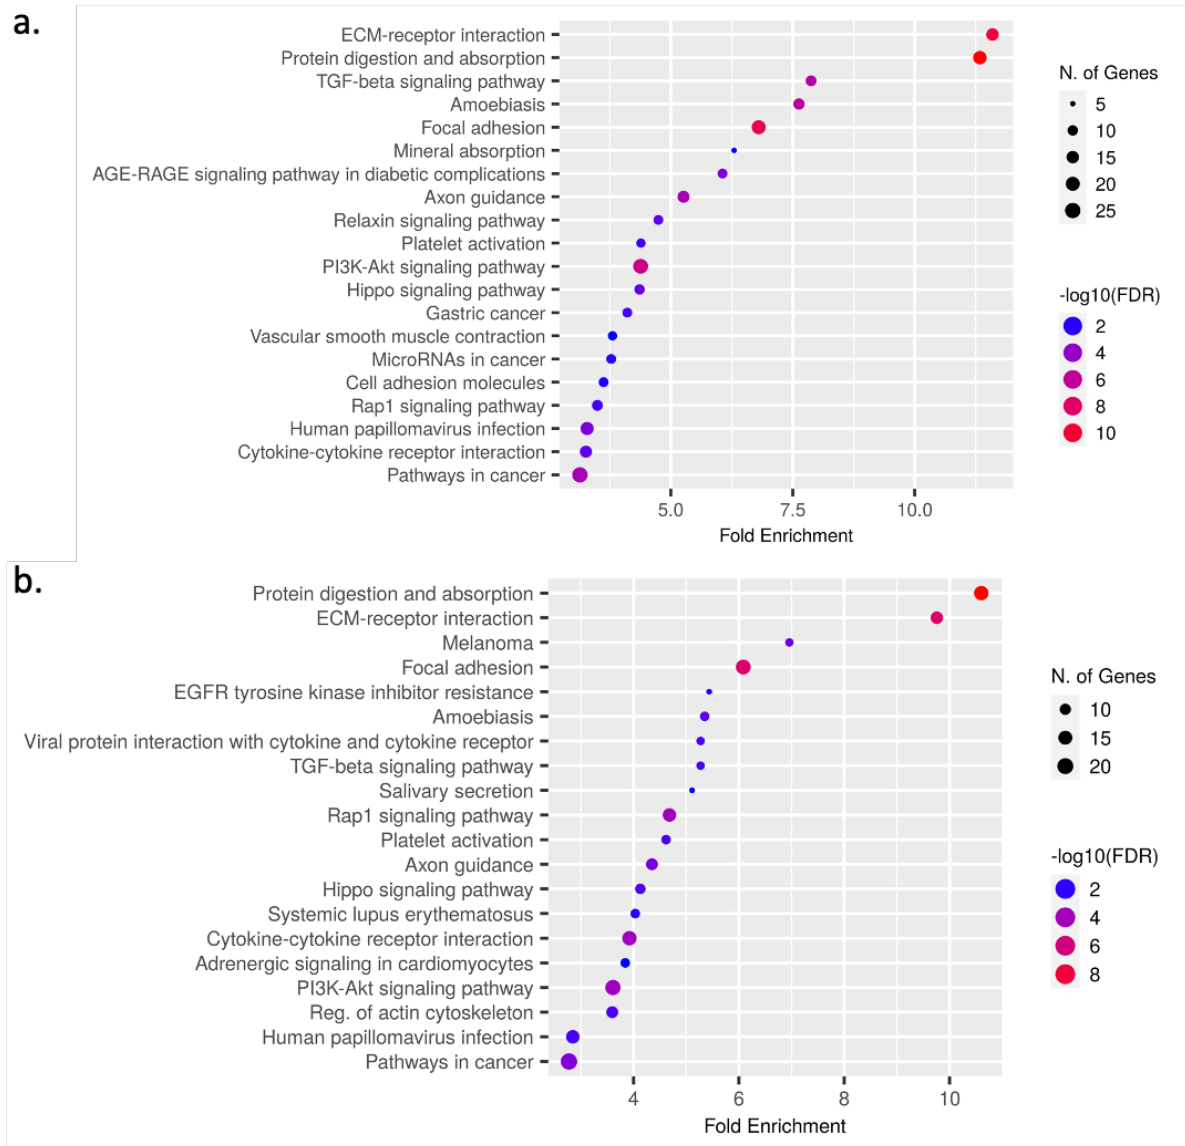 a.
ECM-receptor interaction
Protein digestion and absorption
TGF-beta signaling pathway
Amoebiasis
Focal adhesion
Mineral absorption
AGE-RAGE signaling pathway in diabetic complications
Axon guidance
Relaxin signaling pathway
Platelet activation
PI3K-Akt signaling pathway
Hippo signaling pathway
Gastric cancer
Vascular smooth muscle contraction
MicroRNAs in cancer
Cell adhesion molecules
Rap1 signaling pathway
Human papillomavirus infection
Cytokine-cytokine receptor interaction
Pathways in cancer
5.0 7.5 10.0
Fold Enrichment
N. of Genes
5
10
15
20
25
-log10(FDR)
2
4
6
8
10
b.
Protein digestion and absorption
ECM-receptor interaction
Melanoma
Focal adhesion
EGFR tyrosine kinase inhibitor resistance
Amoebiasis
Viral protein interaction with cytokine and cytokine receptor
TGF-beta signaling pathway
Salivary secretion
Rap1 signaling pathway
Platelet activation
Axon guidance
Hippo signaling pathway
Systemic lupus erythematosus
Cytokine-cytokine receptor interaction
Adrenergic signaling in cardiomyocytes
PI3K-Akt signaling pathway
Reg. of actin cytoskeleton
Human papillomavirus infection
Pathways in cancer
4 6 8 10
Fold Enrichment
N. of Genes
10
15
20
-log10(FDR)
2
4
6
8